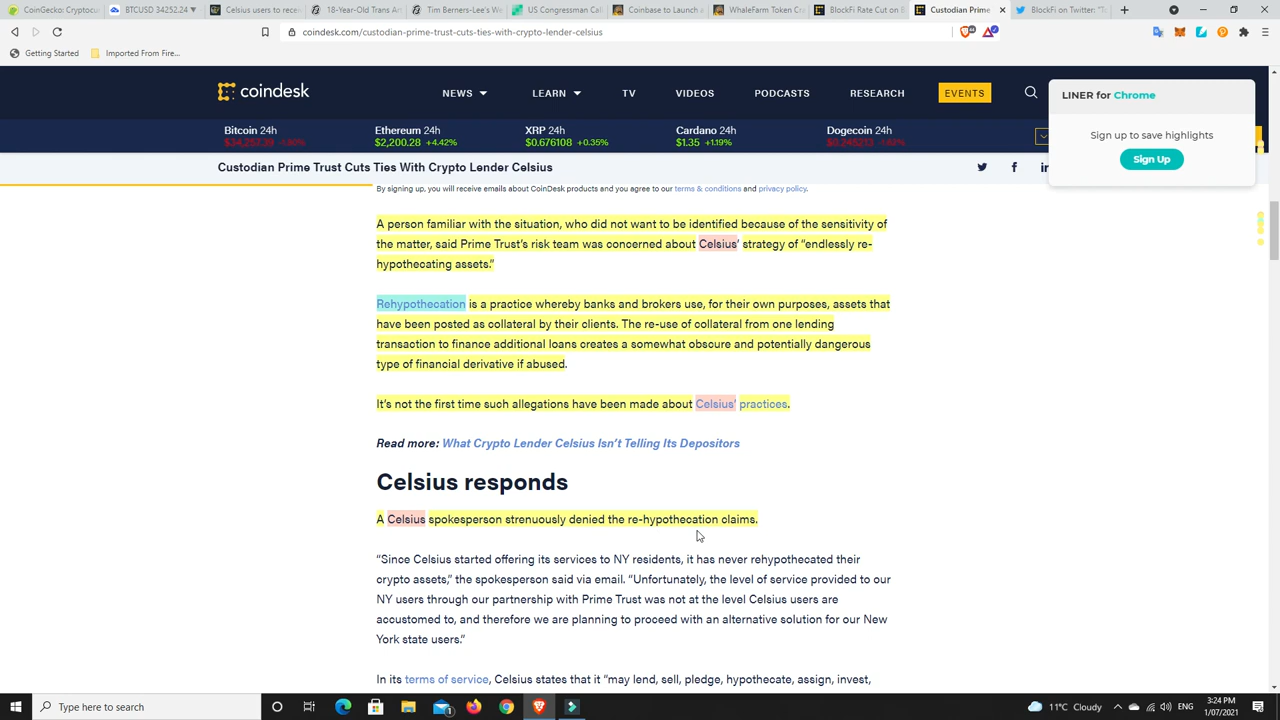 CoinGecko: Cryptocu
BTCUSD 34252.24 ▼
Celsius users to recei
18-Year-Old Trans Art
Tim Berners-Lee's We
US Congressman Cal
Coinbase to Launch a
WhaleFarm Token Cr
BlockFi Rate Cut on B
Custodian Prime
BlockFi on Twitter: "T
coindesk.com/custodian-prime-trust-cuts-ties-with-crypto-lender-celsius
Getting Started
Imported From Fire...
coindesk
NEWS
LEARN
TV
VIDEOS
PODCASTS
RESEARCH
EVENTS
LINER for Chrome
Sign up to save highlights
Sign Up
Bitcoin 24h
Ethereum 24h
XRP 24h
Cardano 24h
Dogecoin 24h
$2,200.28 +4.42%
$0.676108 +0.35%
$1.35 +1.19%
Custodian Prime Trust Cuts Ties With Crypto Lender Celsius
By signing up, you will receive emails about CoinDesk products and you agree to our terms & conditions and privacy policy.
A person familiar with the situation, who did not want to be identified because of the sensitivity of
the matter, said Prime Trust's risk team was concerned about Celsius' strategy of “endlessly re-
hypothecating assets.”
Rehypothecation is a practice whereby banks and brokers use, for their own purposes, assets that
have been posted as collateral by their clients. The re-use of collateral from one lending
transaction to finance additional loans creates a somewhat obscure and potentially dangerous
type of financial derivative if abused.
It's not the first time such allegations have been made about Celsius' practices.
Read more: What Crypto Lender Celsius Isn't Telling Its Depositors
Celsius responds
A Celsius spokesperson strenuously denied the re-hypothecation claims.
“Since Celsius started offering its services to NY residents, it has never rehypothecated their
crypto assets,” the spokesperson said via email. “Unfortunately, the level of service provided to our
NY users through our partnership with Prime Trust was not at the level Celsius users are
accustomed to, and therefore we are planning to proceed with an alternative solution for our New
York state users.”
In its terms of service, Celsius states that it “may lend, sell, pledge, hypothecate, assign, invest,
Type here to search
11°C Cloudy
3:24 PM
1/07/2021